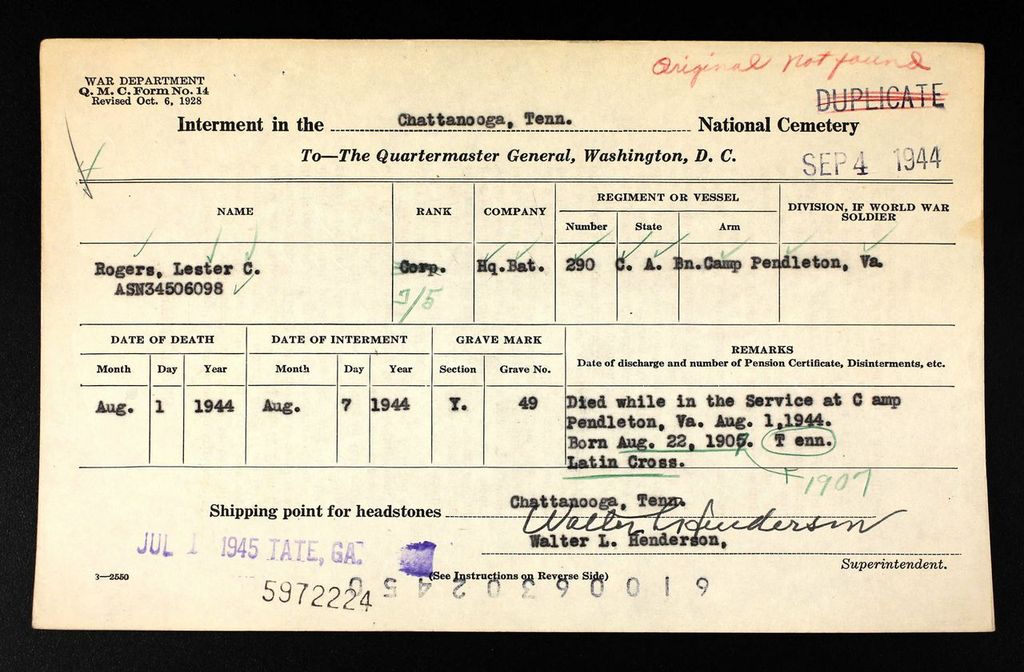 Original not found
WAR DEPARTMENT
Q. M. C. Form No. 14
Revised Oct. 6, 1928
DUPLICATE
Interment in the Chattanooga, Tenn. National Cemetery
To—The Quartermaster General, Washington, D. C.
SEP 4 1944
NAME RANK COMPANY REGIMENT OR VESSEL DIVISION, IF WORLD WAR SOLDIER
Number State Arm
Rogers, Lester C. Corp. Hq.Bat. 290 C. A. Bn.Camp Pendleton, Va.
ASN34506098 T/5
DATE OF DEATH DATE OF INTERMENT GRAVE MARK REMARKS
Date of discharge and number of Pension Certificate, Disinterments, etc.
Month Day Year Month Day Year Section Grave No.
Aug. 1 1944 Aug. 7 1944 Y. 49 Died while in the Service at C amp
Pendleton, Va. Aug. 1,1944.
Born Aug. 22, 1907. T enn.
Latin Cross.
1907
Shipping point for headstones Chattanooga, Tenn.
Walter L Henderson
Walter L. Henderson,
Superintendent.
JUL 1 1945 TATE, GA.
3—2550
(See Instructions on Reverse Side)
5972224